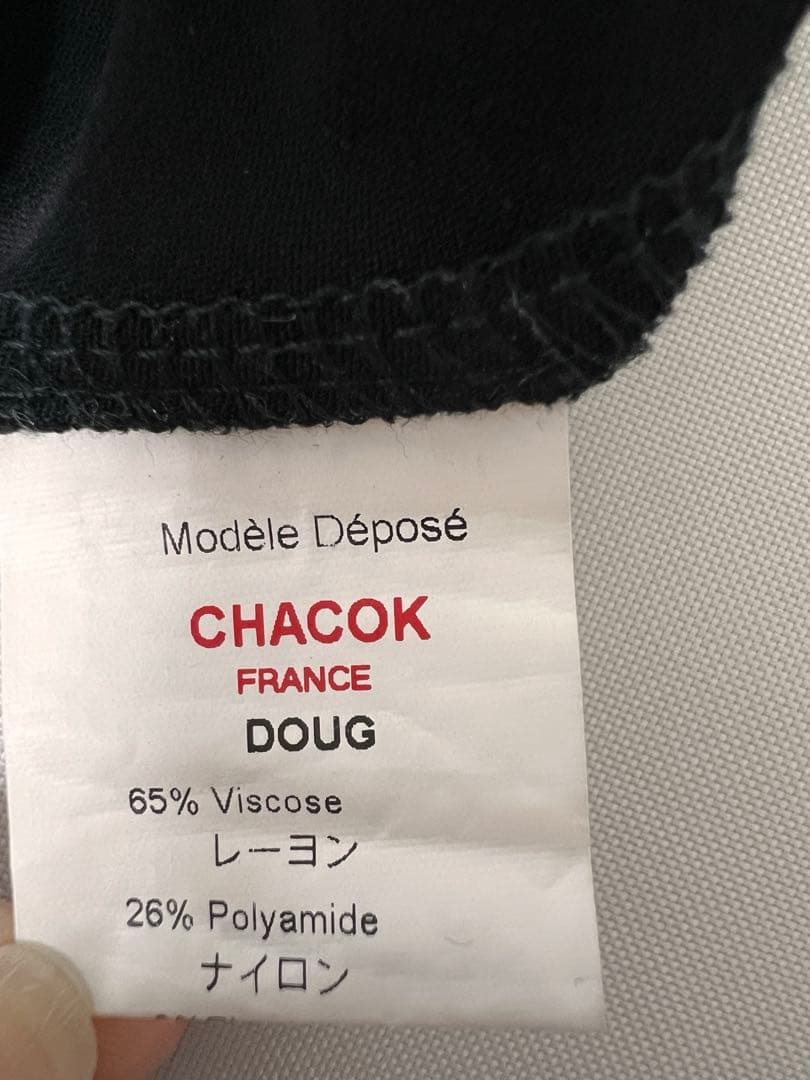 Modèle Déposé
CHACOK
FRANCE
DOUG
65% Viscose
レーヨン
26% Polyamide
ナイロン